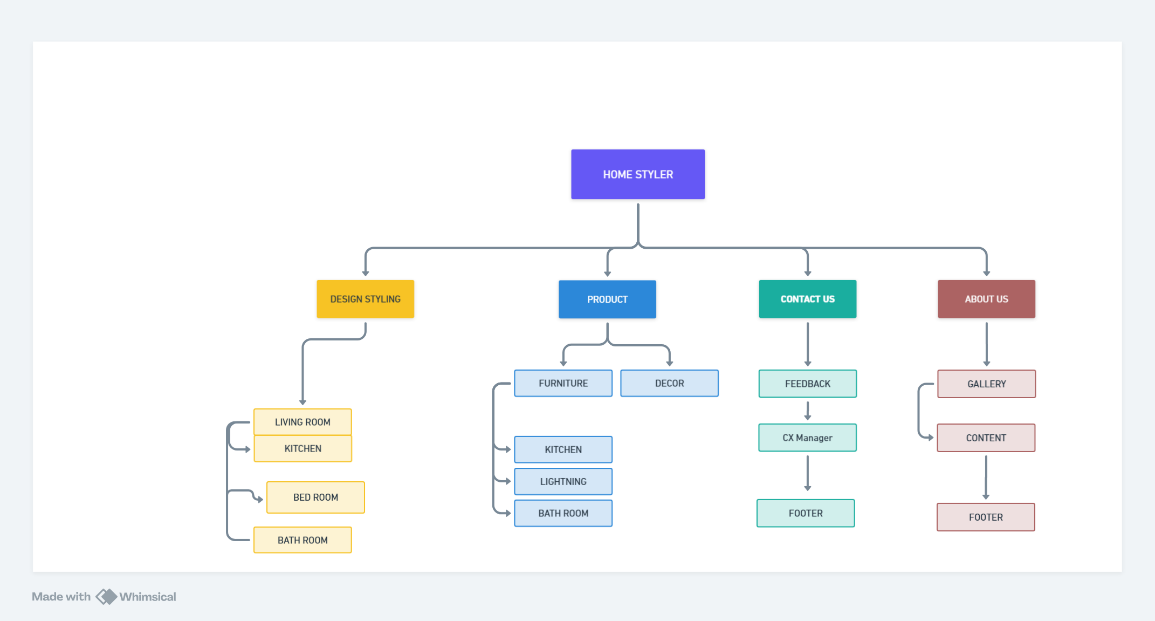 HOME STYLER
DESIGN STYLING
PRODUCT
CONTACT US
ABOUT US
FURNITURE
DECOR
FEEDBACK
GALLERY
LIVING ROOM
KITCHEN
KITCHEN
CX Manager
CONTENT
BED ROOM
LIGHTNING
BATH ROOM
FOOTER
FOOTER
BATH ROOM
Made with Whimsical